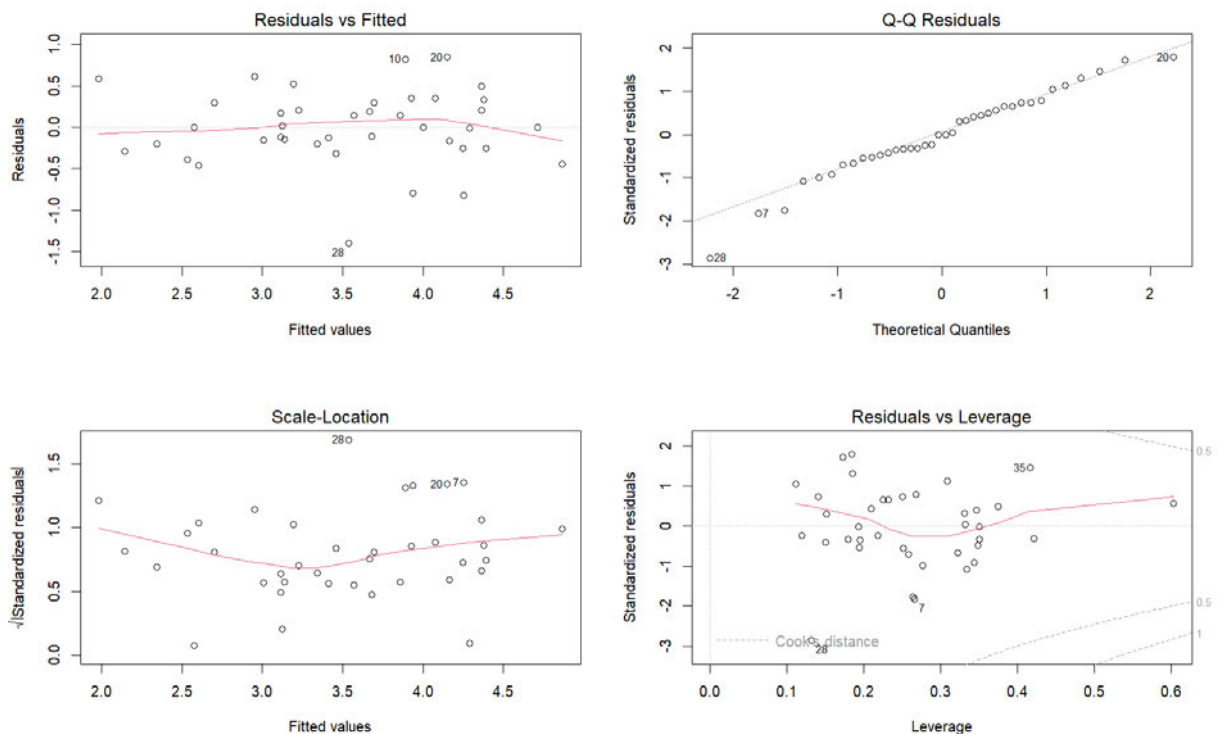 Residuals vs Fitted
Residuals
1.0
0.5
0.0
-0.5
-1.0
-1.5
10
20
28
2.0 2.5 3.0 3.5 4.0 4.5
Fitted values
Q-Q Residuals
Standardized residuals
2
1
0
-1
-2
-3
20
7
28
-2 -1 0 1 2
Theoretical Quantiles
Scale-Location
√|Standardized residuals|
1.5
1.0
0.5
0.0
28
20
7
2.0 2.5 3.0 3.5 4.0 4.5
Fitted values
Residuals vs Leverage
Standardized residuals
2
1
0
-1
-2
-3
35
7
28
Cook's distance
0.5
0.5
1
0.0 0.1 0.2 0.3 0.4 0.5 0.6
Leverage